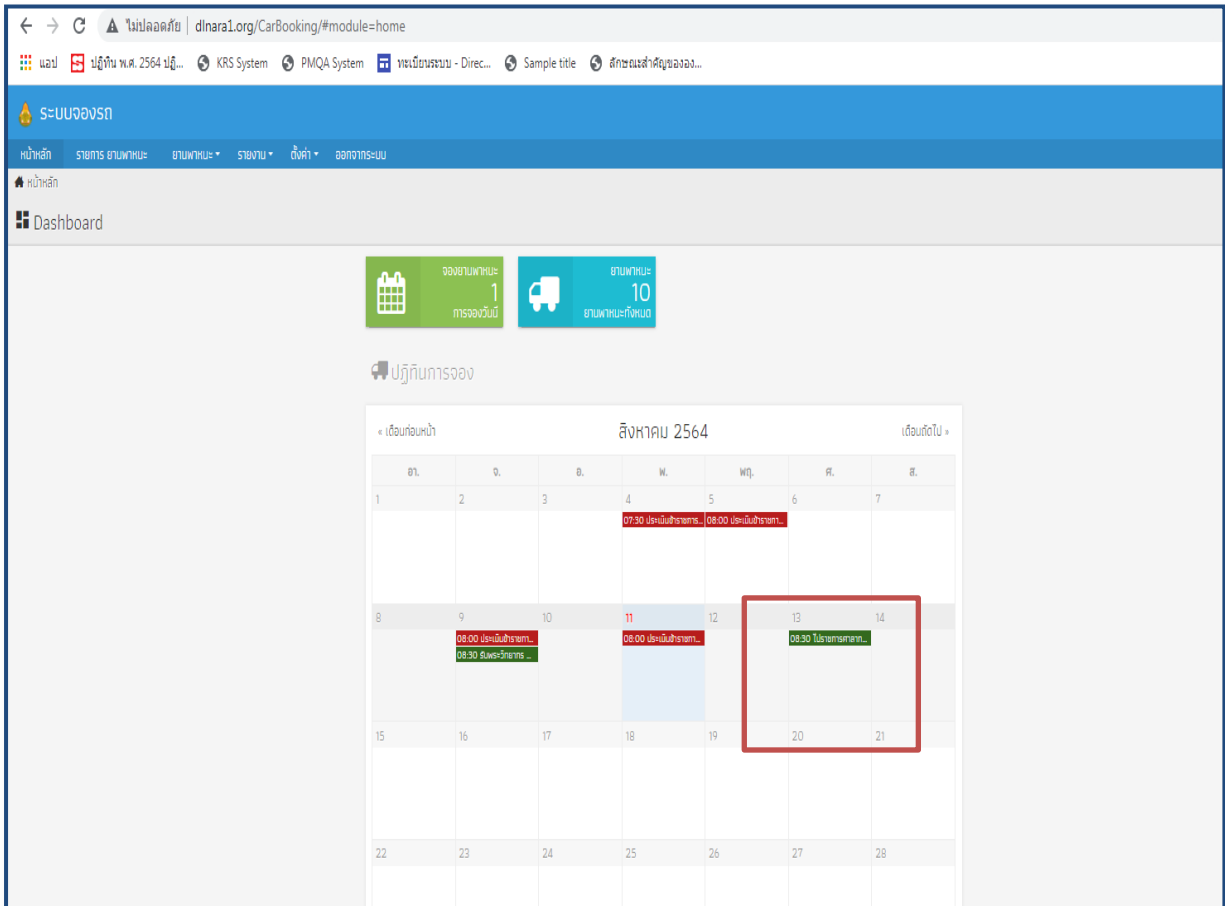 ไม่ปลอดภัย | dlnara1.org/CarBooking/#module=home
แอป ปฏิทิน พ.ศ. 2564 ปฏิ... KRS System PMQA System ทะเบียนระบบ - Direc... Sample title ลักษณะสำคัญขององ...
ระบบจองรถ
หน้าหลัก รายการ ยานพาหนะ ยานพาหนะ รายงาน ตั้งค่า ออกจากระบบ
หน้าหลัก
Dashboard
จองยานพาหนะ
1
การจองวันนี้
ยานพาหนะ
10
ยานพาหนะทั้งหมด
ปฏิทินการจอง
« เดือนก่อนหน้า สิงหาคม 2564 เดือนถัดไป »
อา. จ. อ. พ. พฤ. ศ. ส.
1 2 3 4 5 6 7
07:30 ประเมินข้าราชการ... 08:00 ประเมินข้าราชกา...
8 9 10 11 12 13 14
08:00 ประเมินข้าราชกา... 08:00 ประเมินข้าราชกา... 08:30 ไปราชการศาลาก...
08:30 รับพระวิทยากร ...
15 16 17 18 19 20 21
22 23 24 25 26 27 28